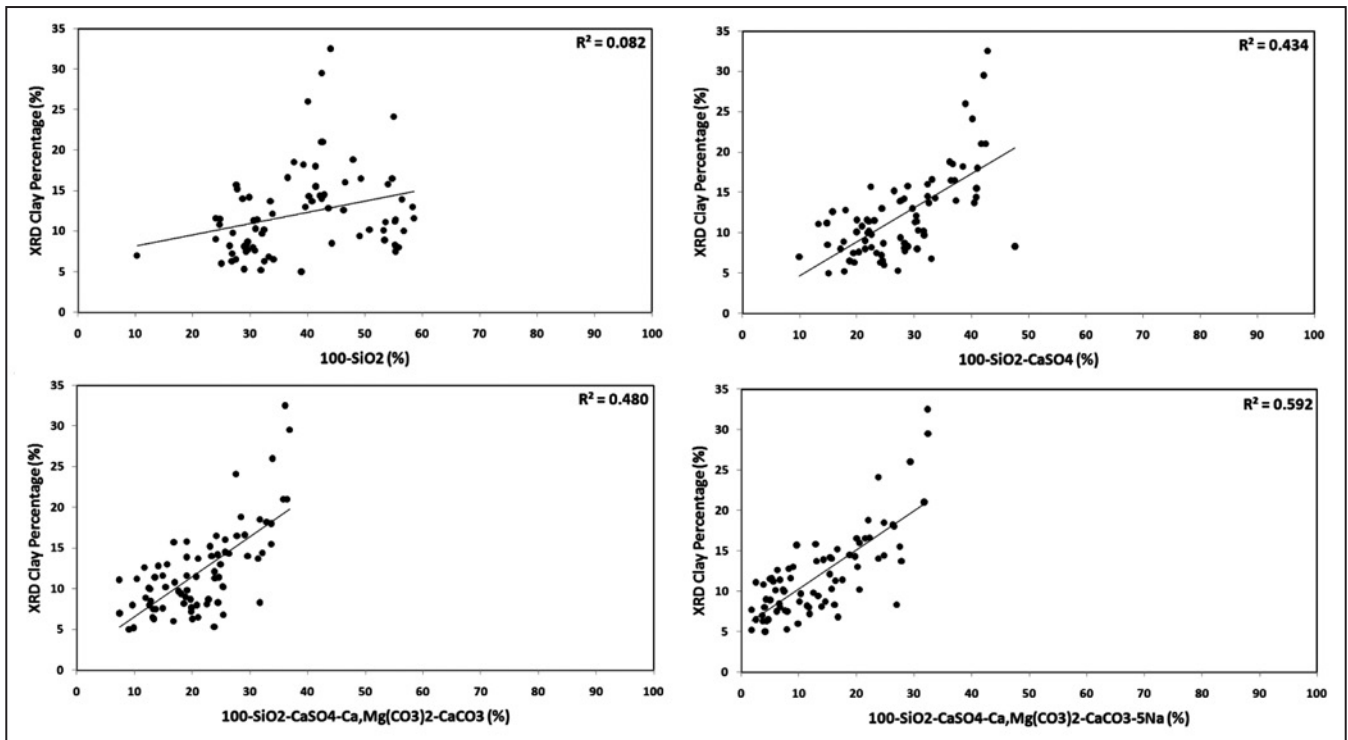 R² = 0.082
XRD Clay Percentage (%)
35
30
25
20
15
10
5
0
0 10 20 30 40 50 60 70 80 90 100
100-SiO2 (%)
R² = 0.434
XRD Clay Percentage (%)
35
30
25
20
15
10
5
0
0 10 20 30 40 50 60 70 80 90 100
100-SiO2-CaSO4 (%)
R² = 0.480
XRD Clay Percentage (%)
35
30
25
20
15
10
5
0
0 10 20 30 40 50 60 70 80 90 100
100-SiO2-CaSO4-Ca,Mg(CO3)2-CaCO3 (%)
R² = 0.592
XRD Clay Percentage (%)
35
30
25
20
15
10
5
0
0 10 20 30 40 50 60 70 80 90 100
100-SiO2-CaSO4-Ca,Mg(CO3)2-CaCO3-5Na (%)